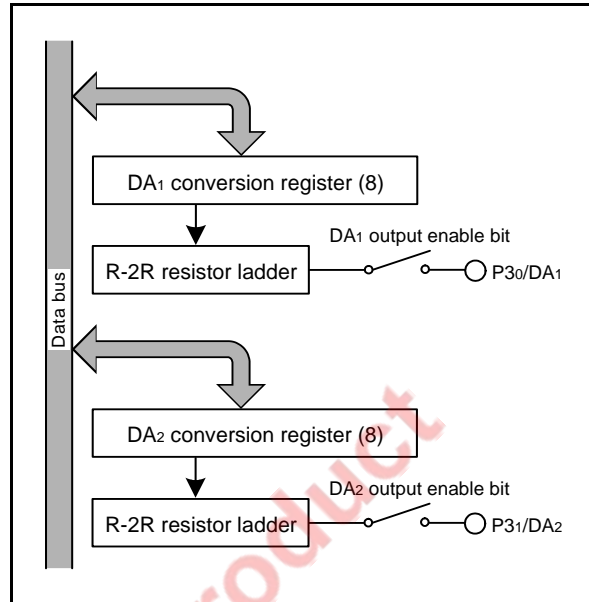 DA1 conversion register (8)
DA1 output enable bit
R-2R resistor ladder
P30/DA1
Data bus
DA2 conversion register (8)
DA2 output enable bit
R-2R resistor ladder
P31/DA2
roduct